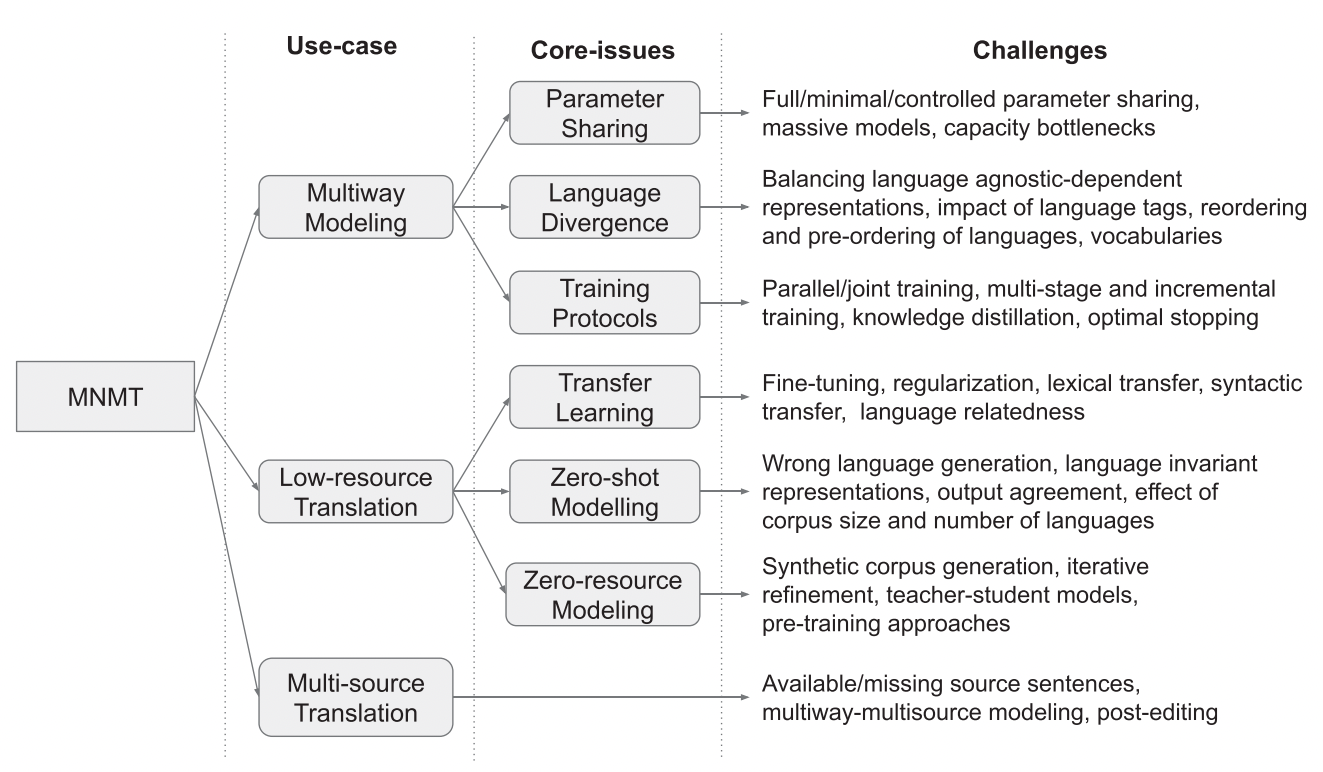 Use-case
Core-issues
Challenges
MNMT
Multiway
Modeling
Parameter
Sharing
Full/minimal/controlled parameter sharing,
massive models, capacity bottlenecks
Language
Divergence
Balancing language agnostic-dependent
representations, impact of language tags, reordering
and pre-ordering of languages, vocabularies
Training
Protocols
Parallel/joint training, multi-stage and incremental
training, knowledge distillation, optimal stopping
Low-resource
Translation
Transfer
Learning
Fine-tuning, regularization, lexical transfer, syntactic
transfer, language relatedness
Zero-shot
Modelling
Wrong language generation, language invariant
representations, output agreement, effect of
corpus size and number of languages
Zero-resource
Modeling
Synthetic corpus generation, iterative
refinement, teacher-student models,
pre-training approaches
Multi-source
Translation
Available/missing source sentences,
multiway-multisource modeling, post-editing